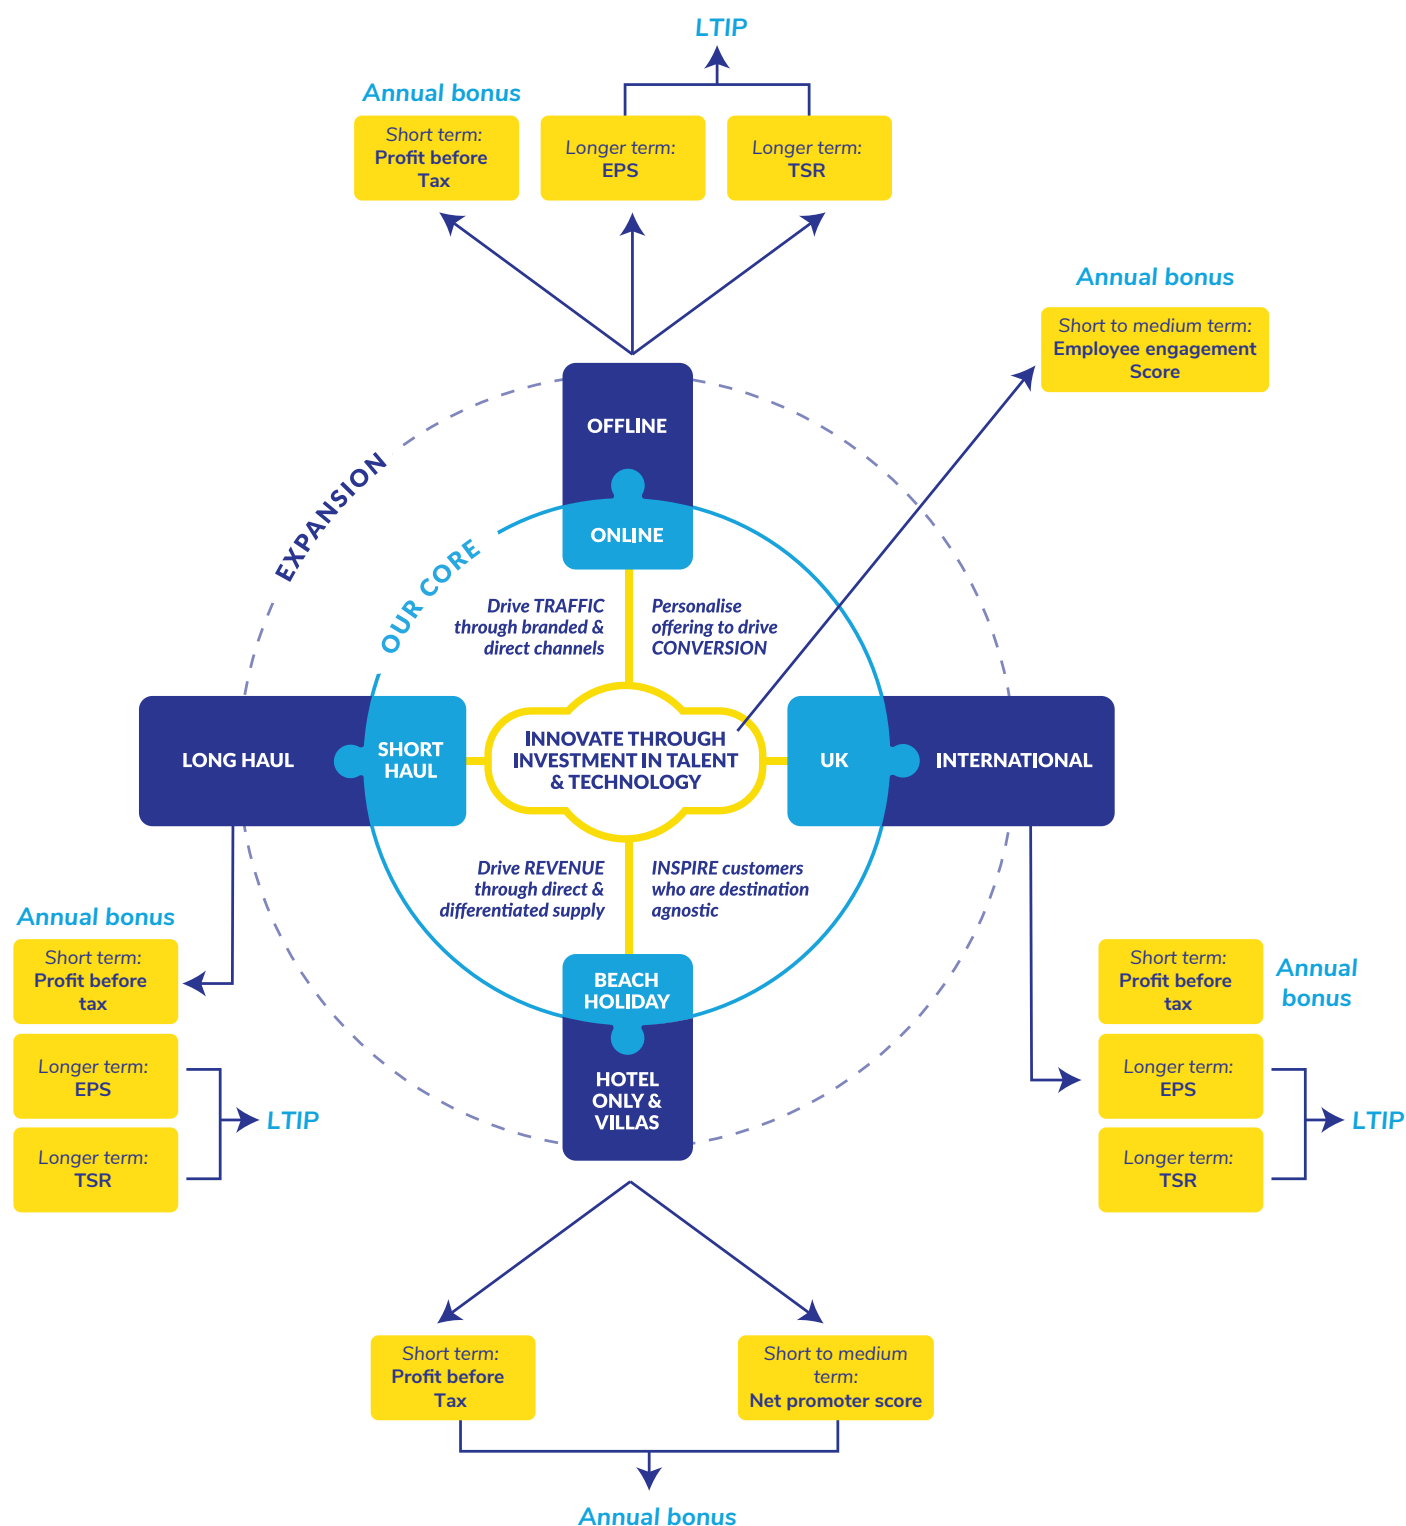 LTIP
Annual bonus
Short term:
Profit before
Tax
Longer term:
EPS
Longer term:
TSR
Annual bonus
Short to medium term:
Employee engagement
Score
EXPANSION
OUR CORE
OFFLINE
ONLINE
Drive TRAFFIC
through branded &
direct channels
Personalise
offering to drive
CONVERSION
LONG HAUL
SHORT
HAUL
INNOVATE THROUGH
INVESTMENT IN TALENT
& TECHNOLOGY
UK
INTERNATIONAL
Drive REVENUE
through direct &
differentiated supply
INSPIRE customers
who are destination
agnostic
BEACH
HOLIDAY
HOTEL
ONLY &
VILLAS
Annual bonus
Short term:
Profit before
tax
Longer term:
EPS
Longer term:
TSR
LTIP
Short term:
Profit before
tax
Annual
bonus
Longer term:
EPS
Longer term:
TSR
LTIP
Short term:
Profit before
Tax
Short to medium
term:
Net promoter score
Annual bonus